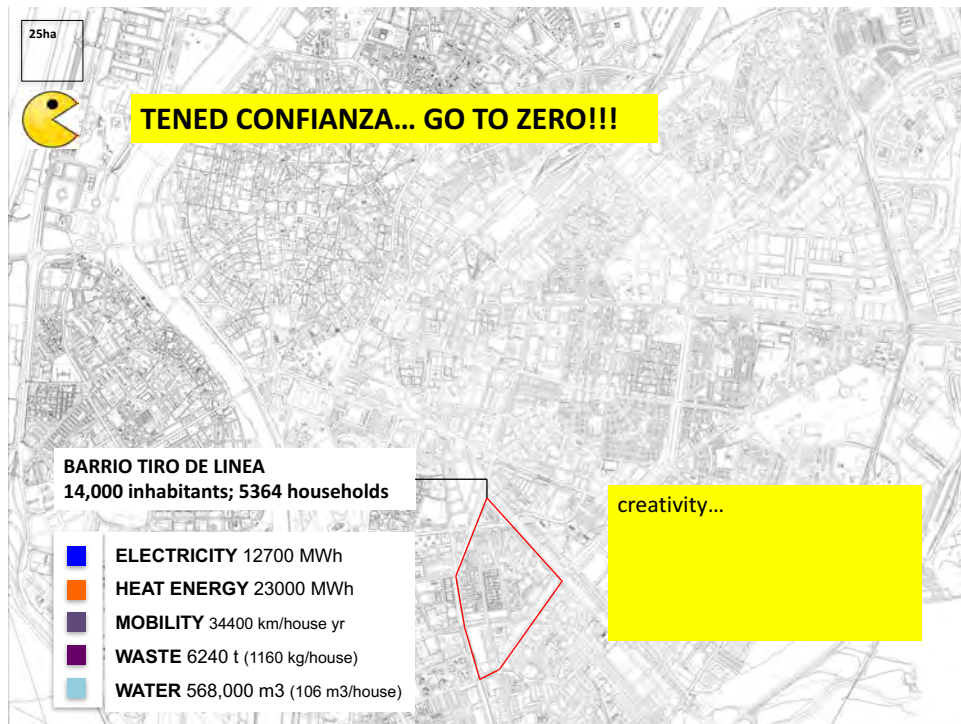 25ha
TENED CONFIANZA... GO TO ZERO!!!
BARRIO TIRO DE LINEA
14,000 inhabitants; 5364 households
creativity...
ELECTRICITY 12700 MWh
HEAT ENERGY 23000 MWh
MOBILITY 34400 km/house yr
WASTE 6240 t (1160 kg/house)
WATER 568,000 m3 (106 m3/house)